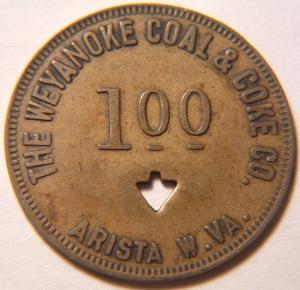 THE WEYANOKE COAL & COKE CO.
100
ARISTA W.VA.